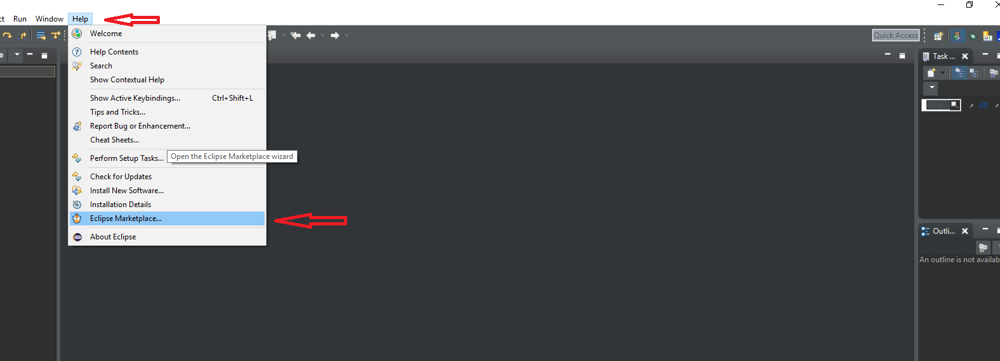 ct Run Window Help
Welcome
Help Contents
Search
Show Contextual Help
Show Active Keybindings... Ctrl+Shift+L
Tips and Tricks...
Report Bug or Enhancement...
Cheat Sheets...
Perform Setup Tasks...
Open the Eclipse Marketplace wizard
Check for Updates
Install New Software...
Installation Details
Eclipse Marketplace...
About Eclipse
Quick Access
GIT
Task ...
Find
All
Outli...
An outline is not availab